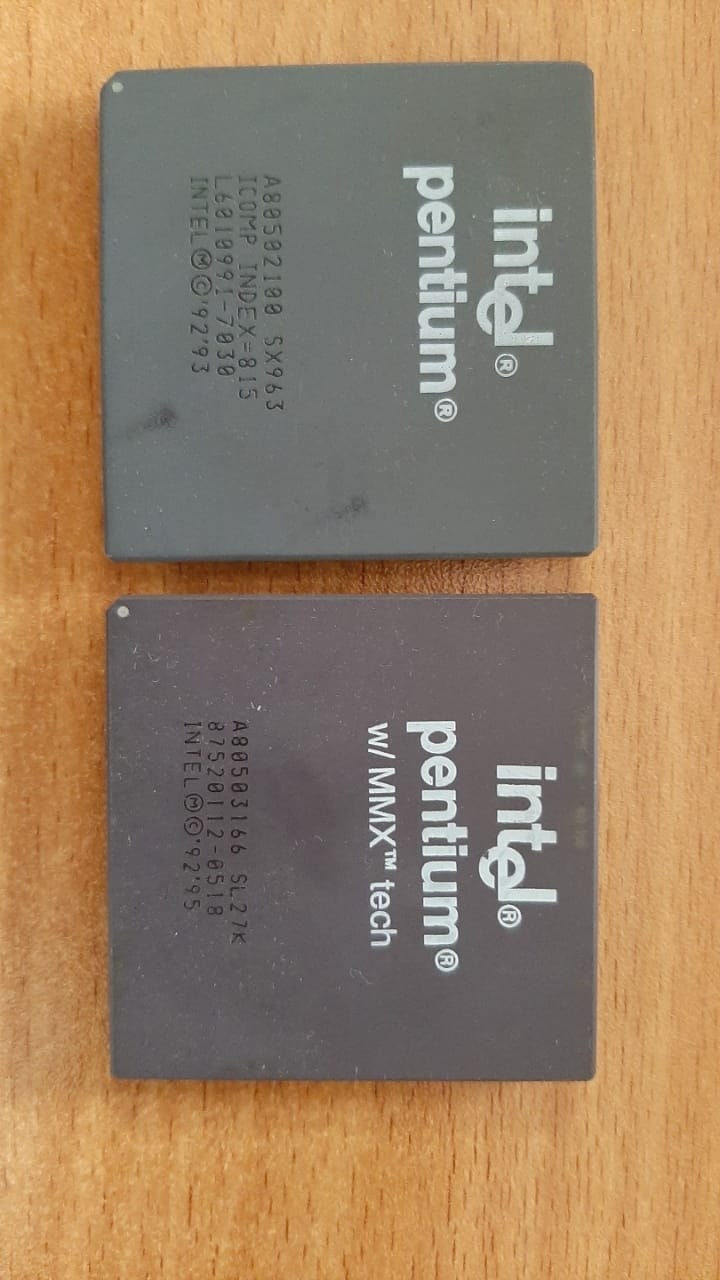 intel®
pentium®
A80502100 SX963
ICOMP INDEX=815
L6010991-7030
INTEL Ⓜ©'92'93
intel®
pentium®
w/ MMX™ tech
A80503166 SL27K
87520112-0518
INTEL Ⓜ©'92'95